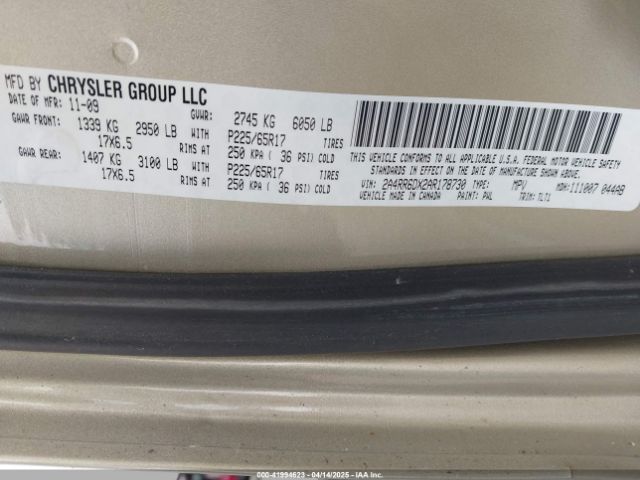 MFD BY CHRYSLER GROUP LLC
DATE OF MFR: 11-09 GVWR: 2745 KG 6050 LB
GAWR FRONT: 1339 KG 2950 LB WITH P225/65R17 TIRES
17X6.5 RIMS AT 250 KPA ( 36 PSI) COLD
GAWR REAR: 1407 KG 3100 LB WITH P225/65R17 TIRES
17X6.5 RIMS AT 250 KPA ( 36 PSI) COLD
THIS VEHICLE CONFORMS TO ALL APPLICABLE U.S.A. FEDERAL MOTOR VEHICLE SAFETY
STANDARDS IN EFFECT ON THE DATE OF MANUFACTURE SHOWN ABOVE.
VIN: 2A4RR6DX2AR178730 TYPE: MPV MDH: 111007 044AB
VEHICLE MADE IN CANADA PAINT: PKL TRIM: TLT1
000-41994623 - 04/14/2025 - IAA Inc.